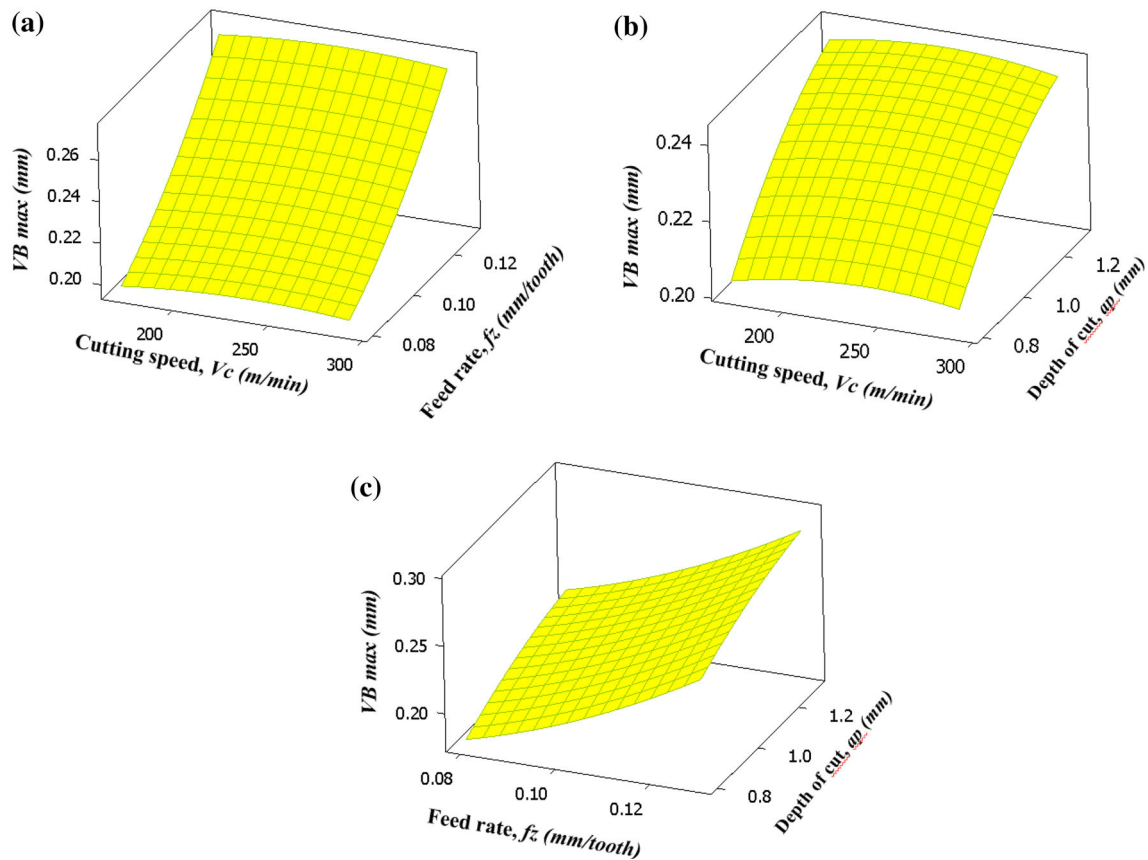 (a)
VB max (mm)
0.26
0.24
0.22
0.20
200
250
300
Cutting speed, Vc (m/min)
0.08
0.10
0.12
Feed rate, fz (mm/tooth)
(b)
VB max (mm)
0.24
0.22
0.20
200
250
300
Cutting speed, Vc (m/min)
0.8
1.0
1.2
Depth of cut, ap (mm)
(c)
VB max (mm)
0.30
0.25
0.20
0.08
0.10
0.12
Feed rate, fz (mm/tooth)
0.8
1.0
1.2
Depth of cut, ap (mm)